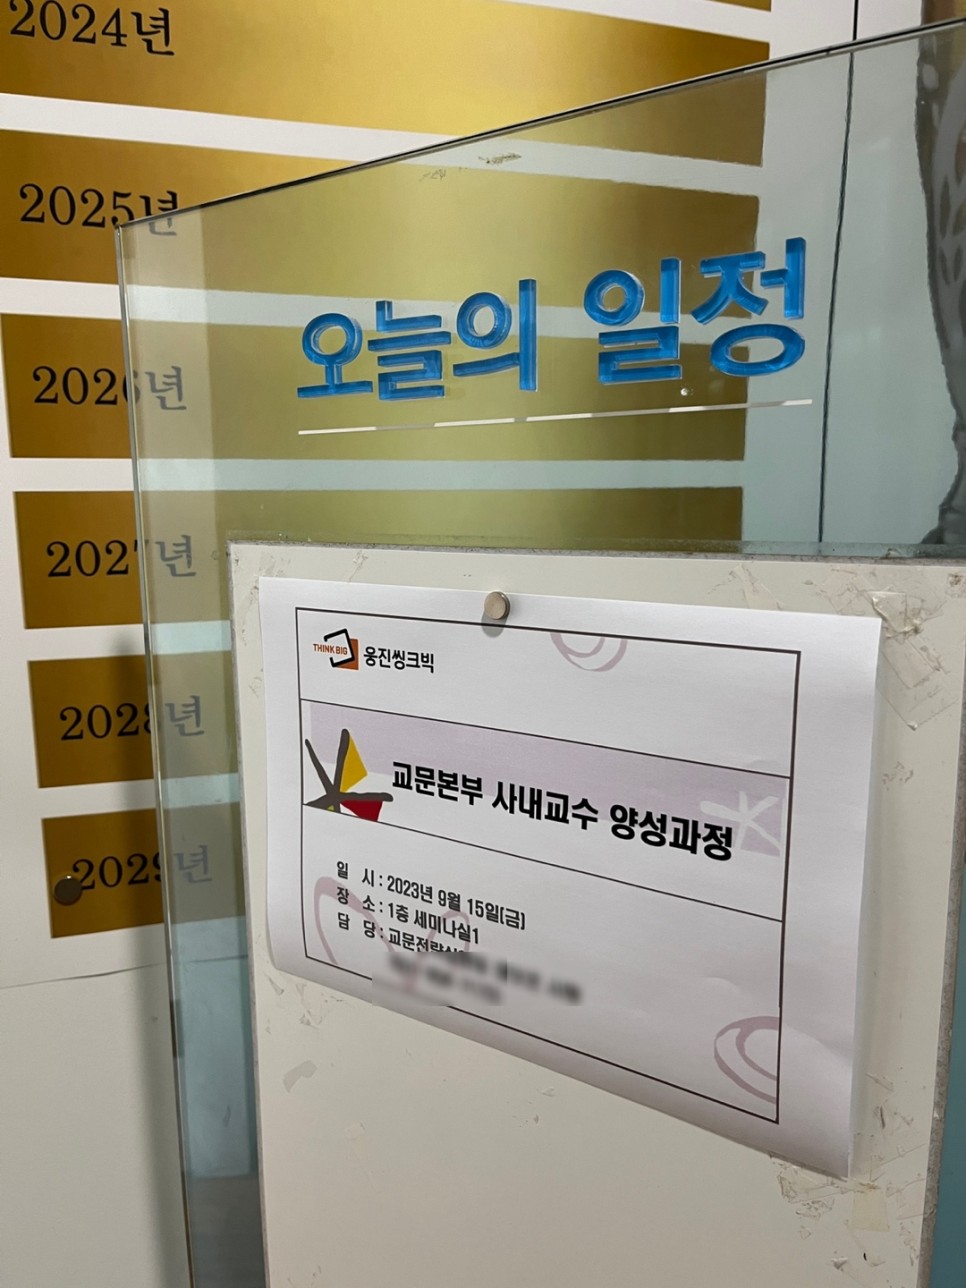 2024년
2025년
2026년
2027년
2028년
2029년
오늘의 일정
THINK BIG 웅진씽크빅
교문본부 사내교수 양성과정
일 시 : 2023년 9월 15일(금)
장 소 : 1층 세미나실1
담 당 : 교문전략실